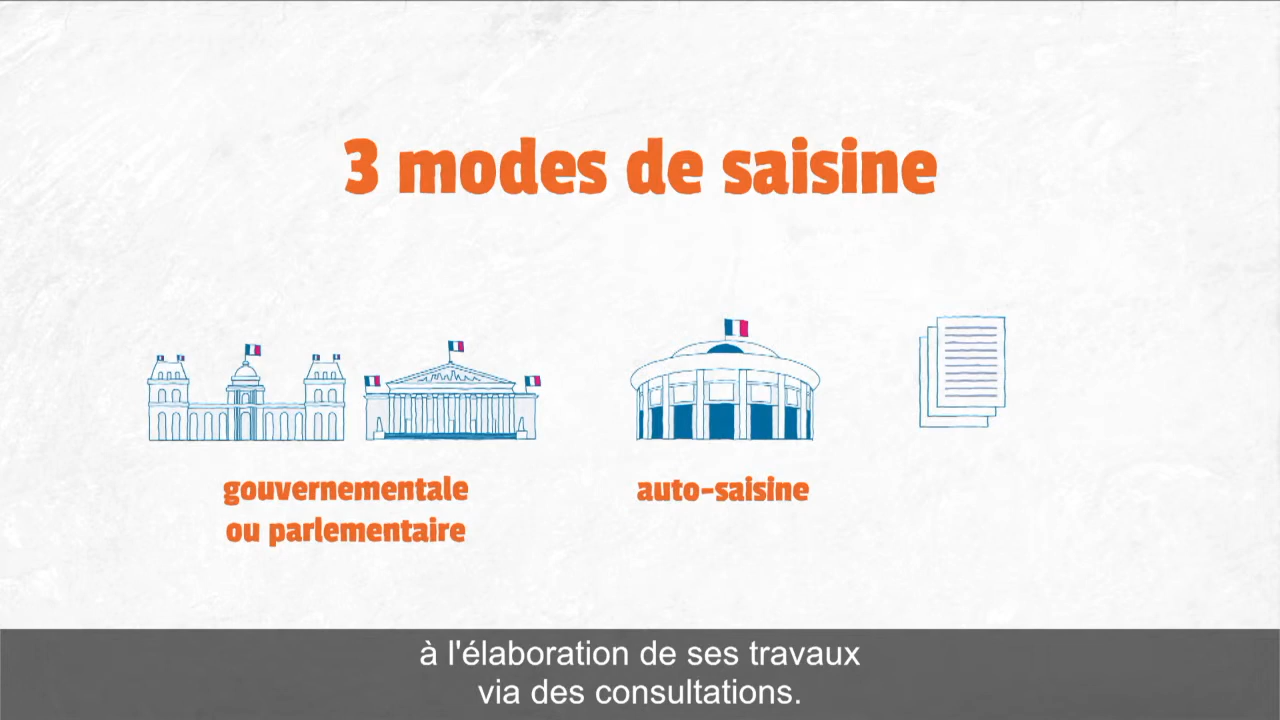 3 modes de saisine
gouvernementale
ou parlementaire
auto-saisine
à l'élaboration de ses travaux
via des consultations.